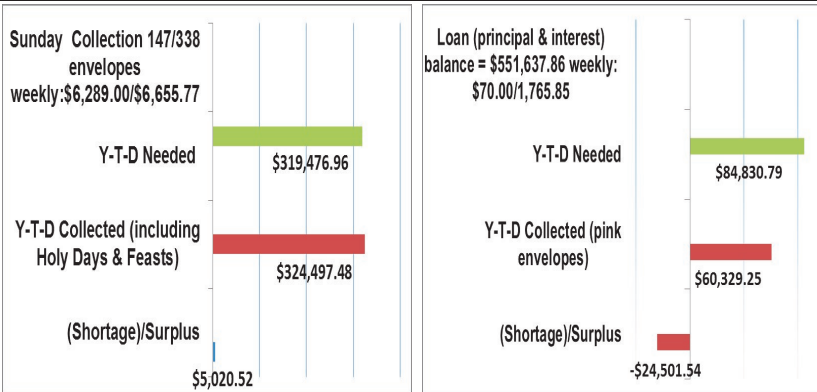 Sunday Collection 147/338
envelopes
weekly:$6,289.00/$6,655.77
Y-T-D Needed
$319,476.96
Y-T-D Collected (including
Holy Days & Feasts)
$324,497.48
(Shortage)/Surplus
$5,020.52
Loan (principal & interest)
balance = $551,637.86 weekly:
$70.00/1,765.85
Y-T-D Needed
$84,830.79
Y-T-D Collected (pink
envelopes)
$60,329.25
(Shortage)/Surplus
-$24,501.54